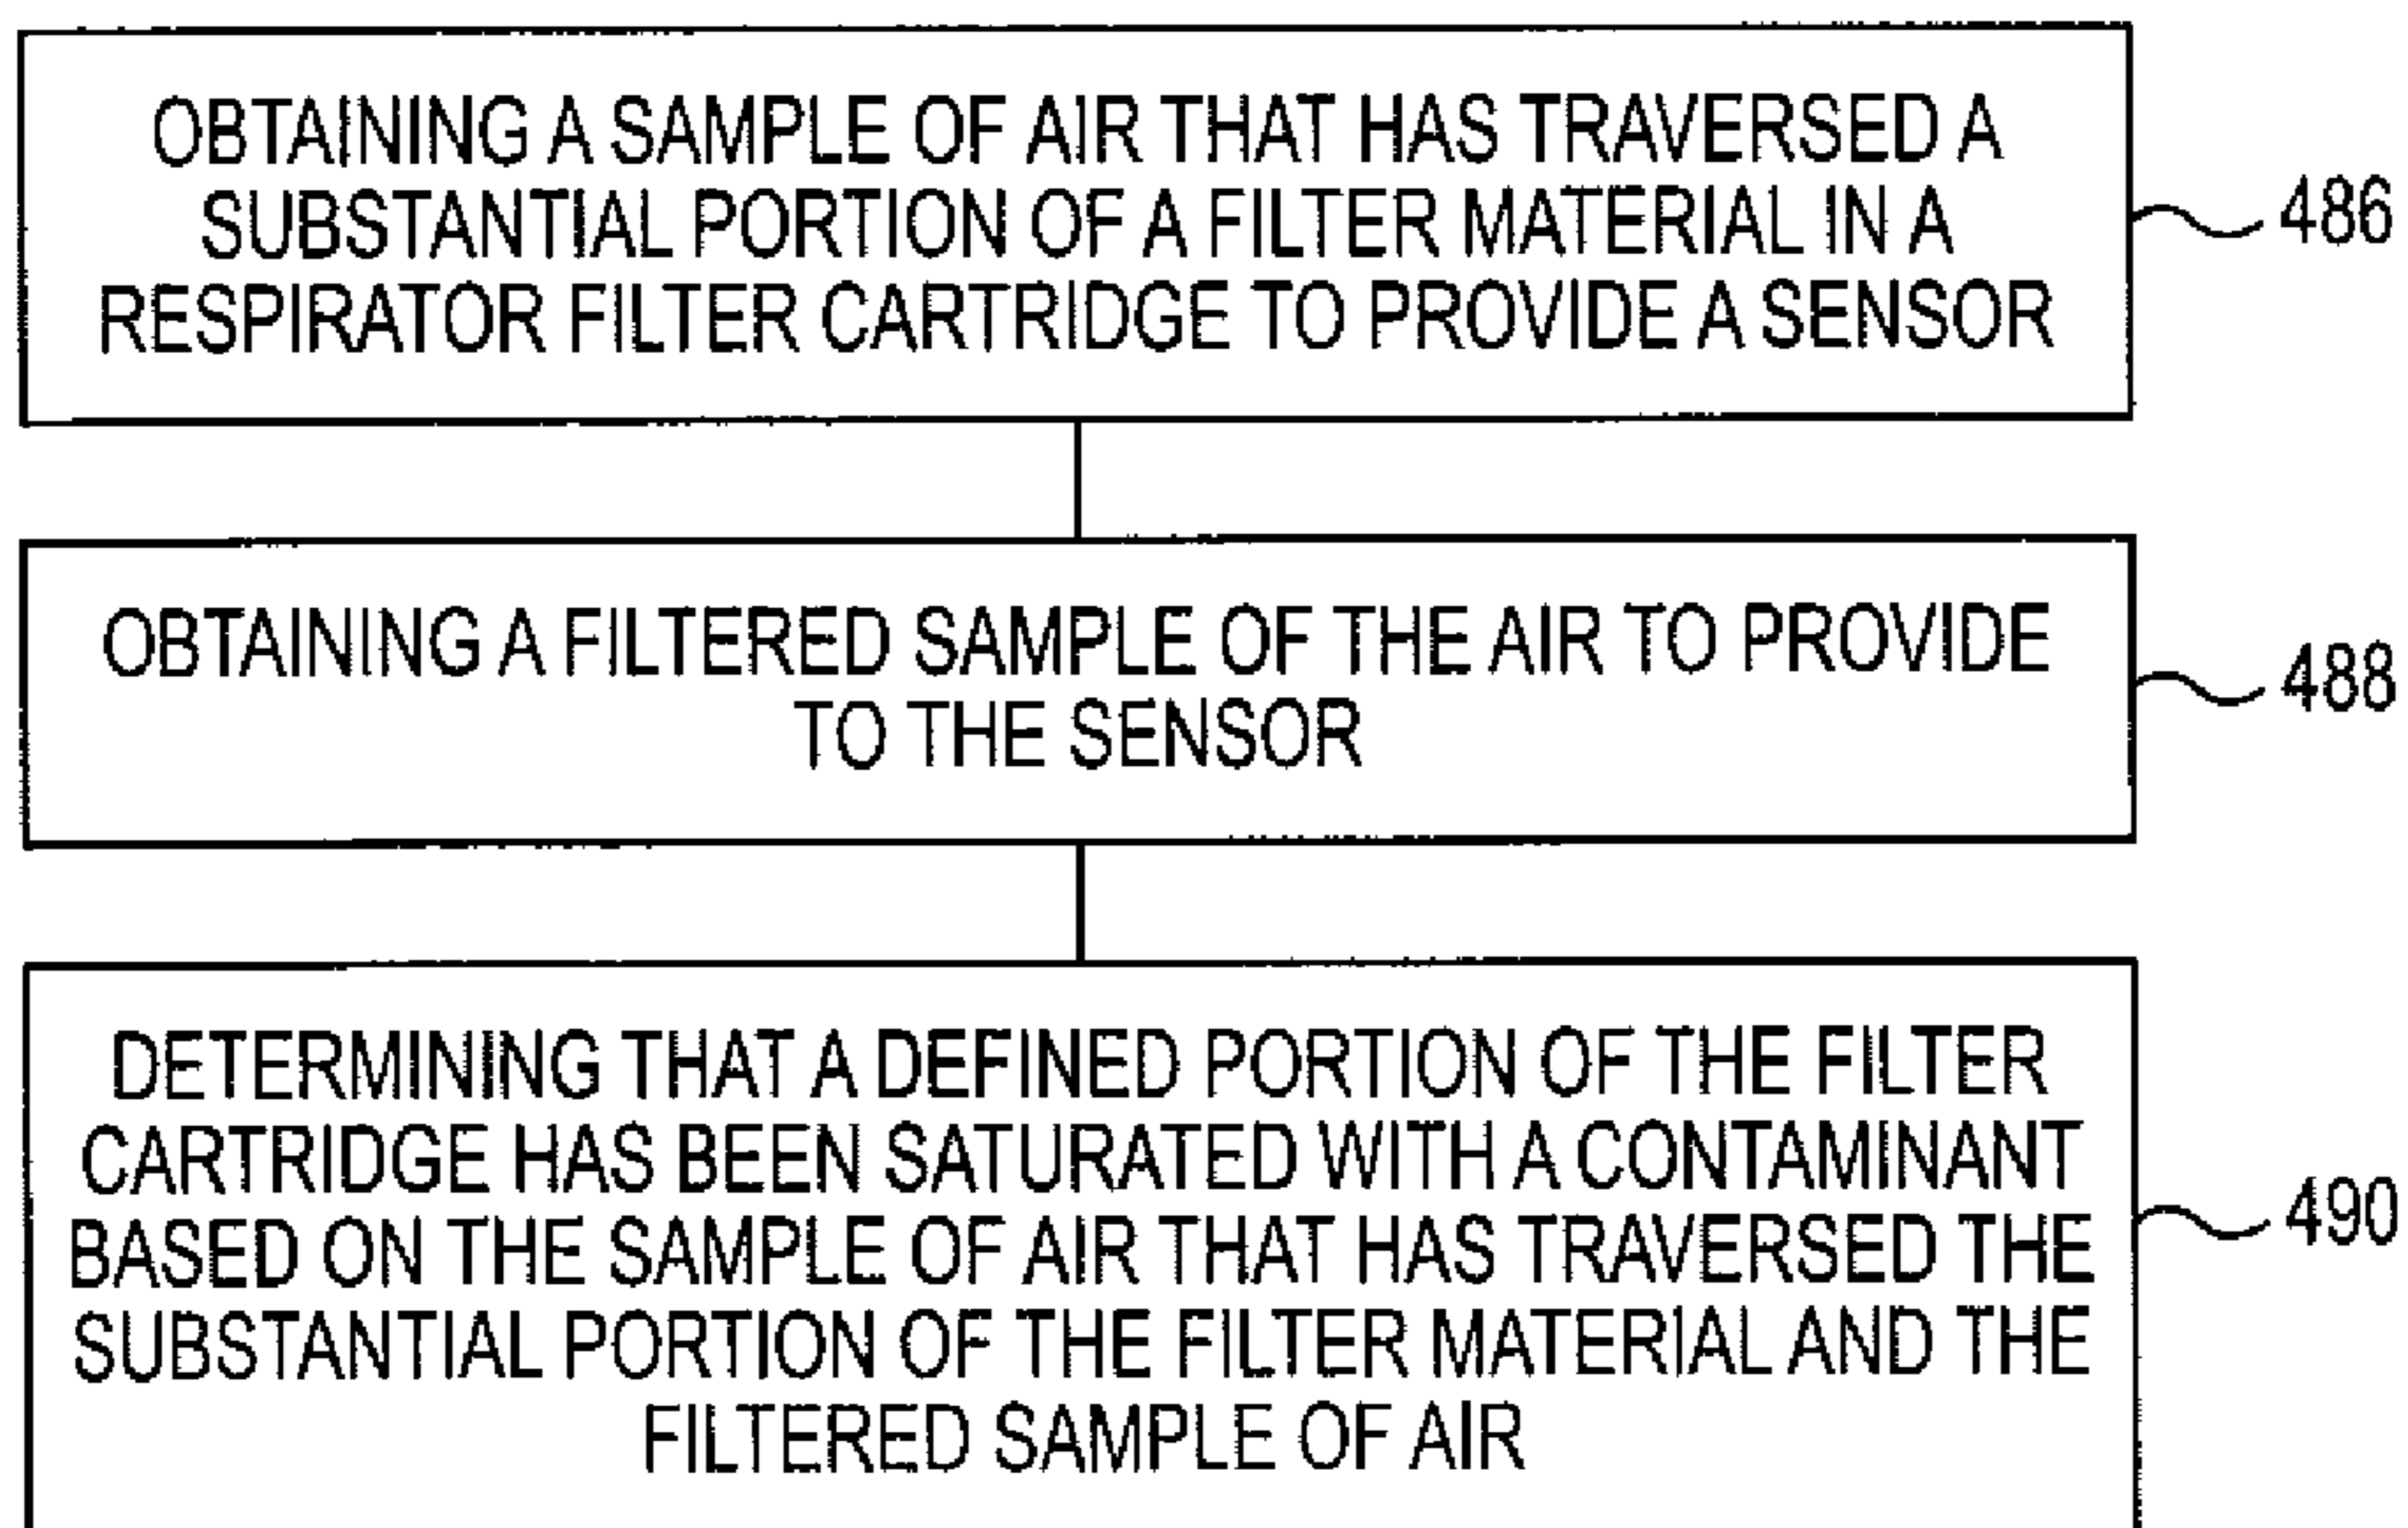 OBTAINING A SAMPLE OF AIR THAT HAS TRAVERSED A
SUBSTANTIAL PORTION OF A FILTER MATERIAL IN A
RESPIRATOR FILTER CARTRIDGE TO PROVIDE A SENSOR
486
OBTAINING A FILTERED SAMPLE OF THE AIR TO PROVIDE
TO THE SENSOR
488
DETERMINING THAT A DEFINED PORTION OF THE FILTER
CARTRIDGE HAS BEEN SATURATED WITH A CONTAMINANT
BASED ON THE SAMPLE OF AIR THAT HAS TRAVERSED THE
SUBSTANTIAL PORTION OF THE FILTER MATERIAL AND THE
FILTERED SAMPLE OF AIR
490